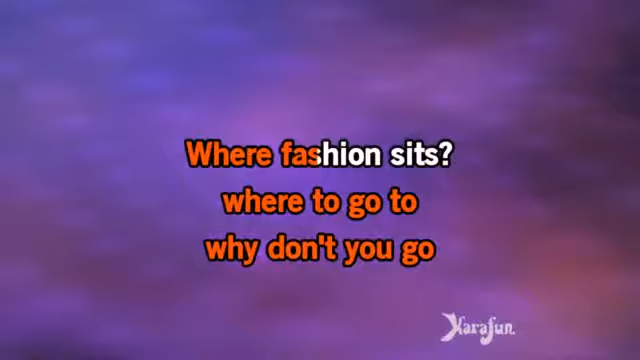 Where fashion sits?
where to go to
why don't you go
KaraFun.